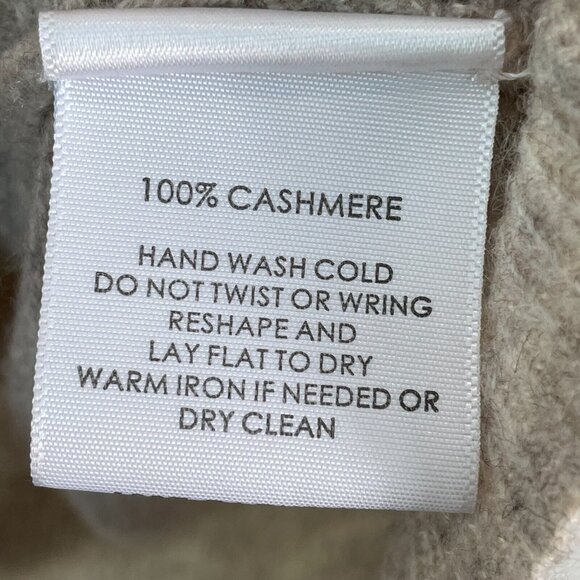 100% CASHMERE
HAND WASH COLD
DO NOT TWIST OR WRING
RESHAPE AND
LAY FLAT TO DRY
WARM IRON IF NEEDED OR
DRY CLEAN